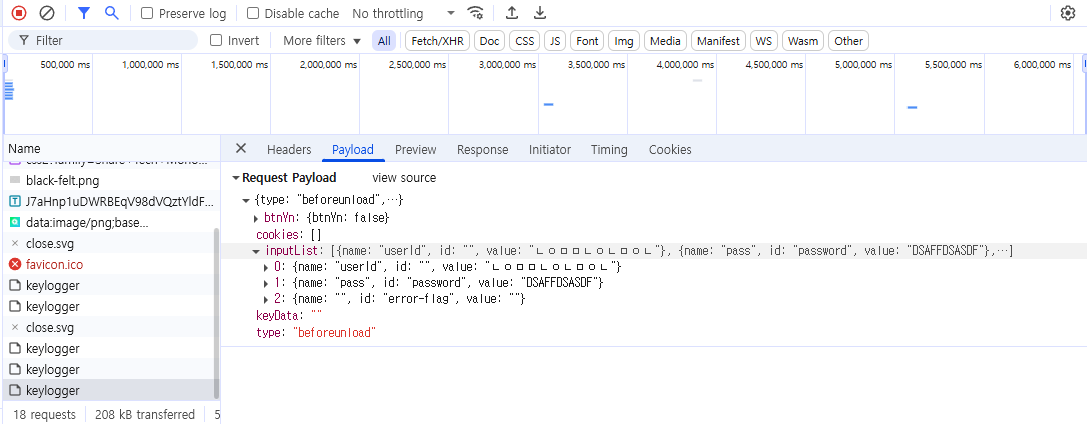 Preserve log Disable cache No throttling
Filter Invert More filters All Fetch/XHR Doc CSS JS Font Img Media Manifest WS Wasm Other
500,000 ms 1,000,000 ms 1,500,000 ms 2,000,000 ms 2,500,000 ms 3,000,000 ms 3,500,000 ms 4,000,000 ms 4,500,000 ms 5,000,000 ms 5,500,000 ms 6,000,000 ms
Name
black-felt.png
J7aHnp1uDWRBEqV98dVQztYldF...
data:image/png;base...
close.svg
favicon.ico
keylogger
keylogger
close.svg
keylogger
keylogger
keylogger
18 requests 208 kB transferred 5
Headers Payload Preview Response Initiator Timing Cookies
Request Payload view source
{type: "beforeunload",…}
btnYn: {btnYn: false}
cookies: []
inputList: [{name: "userId", id: "", value: "ㄴㅇㅁㅁㄴㅇㄴㅁㅇㄴ"}, {name: "pass", id: "password", value: "DSAFFDSASDF"},…]
0: {name: "userId", id: "", value: "ㄴㅇㅁㅁㄴㅇㄴㅁㅇㄴ"}
1: {name: "pass", id: "password", value: "DSAFFDSASDF"}
2: {name: "", id: "error-flag", value: ""}
keyData: ""
type: "beforeunload"